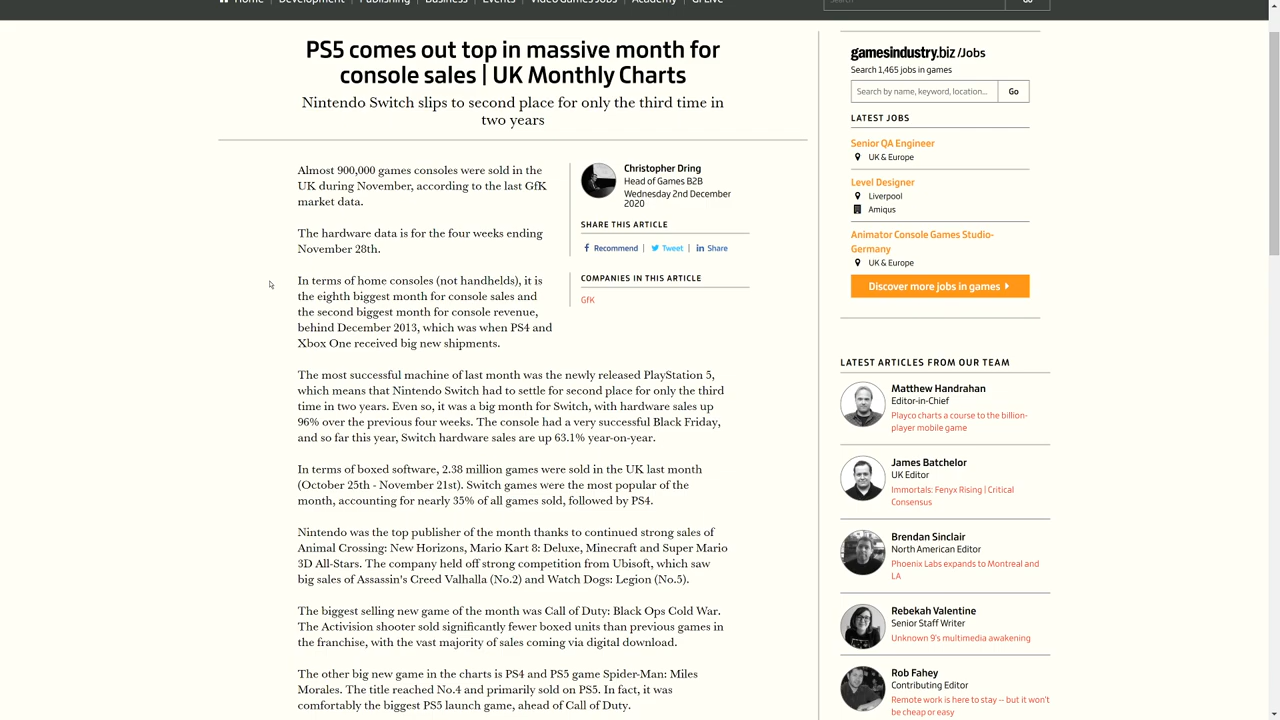 Home | Development | Publishing | Business | Events | Video Games Jobs | Academy | GI Live
Search
Go
PS5 comes out top in massive month for
console sales | UK Monthly Charts
Nintendo Switch slips to second place for only the third time in
two years
Almost 900,000 games consoles were sold in the
UK during November, according to the last GfK
market data.
The hardware data is for the four weeks ending
November 28th.
In terms of home consoles (not handhelds), it is
the eighth biggest month for console sales and
the second biggest month for console revenue,
behind December 2013, which was when PS4 and
Xbox One received big new shipments.
Christopher Dring
Head of Games B2B
Wednesday 2nd December
2020
SHARE THIS ARTICLE
Recommend | Tweet | Share
COMPANIES IN THIS ARTICLE
GfK
The most successful machine of last month was the newly released PlayStation 5,
which means that Nintendo Switch had to settle for second place for only the third
time in two years. Even so, it was a big month for Switch, with hardware sales up
96% over the previous four weeks. The console had a very successful Black Friday,
and so far this year, Switch hardware sales are up 63.1% year-on-year.
In terms of boxed software, 2.38 million games were sold in the UK last month
(October 25th - November 21st). Switch games were the most popular of the
month, accounting for nearly 35% of all games sold, followed by PS4.
Nintendo was the top publisher of the month thanks to continued strong sales of
Animal Crossing: New Horizons, Mario Kart 8: Deluxe, Minecraft and Super Mario
3D All-Stars. The company held off strong competition from Ubisoft, which saw
big sales of Assassin's Creed Valhalla (No.2) and Watch Dogs: Legion (No.5).
The biggest selling new game of the month was Call of Duty: Black Ops Cold War.
The Activision shooter sold significantly fewer boxed units than previous games in
the franchise, with the vast majority of sales coming via digital download.
The other big new game in the charts is PS4 and PS5 game Spider-Man: Miles
Morales. The title reached No.4 and primarily sold on PS5. In fact, it was
comfortably the biggest PS5 launch game, ahead of Call of Duty.
gamesindustry.biz /Jobs
Search 1,465 jobs in games
Search by name, keyword, location...
Go
LATEST JOBS
Senior QA Engineer
UK & Europe
Level Designer
Liverpool
Amiqus
Animator Console Games Studio-
Germany
UK & Europe
Discover more jobs in games
LATEST ARTICLES FROM OUR TEAM
Matthew Handrahan
Editor-in-Chief
Playco charts a course to the billion-
player mobile game
James Batchelor
UK Editor
Immortals: Fenyx Rising | Critical
Consensus
Brendan Sinclair
North American Editor
Phoenix Labs expands to Montreal and
LA
Rebekah Valentine
Senior Staff Writer
Unknown 9's multimedia awakening
Rob Fahey
Contributing Editor
Remote work is here to stay -- but it won't
be cheap or easy